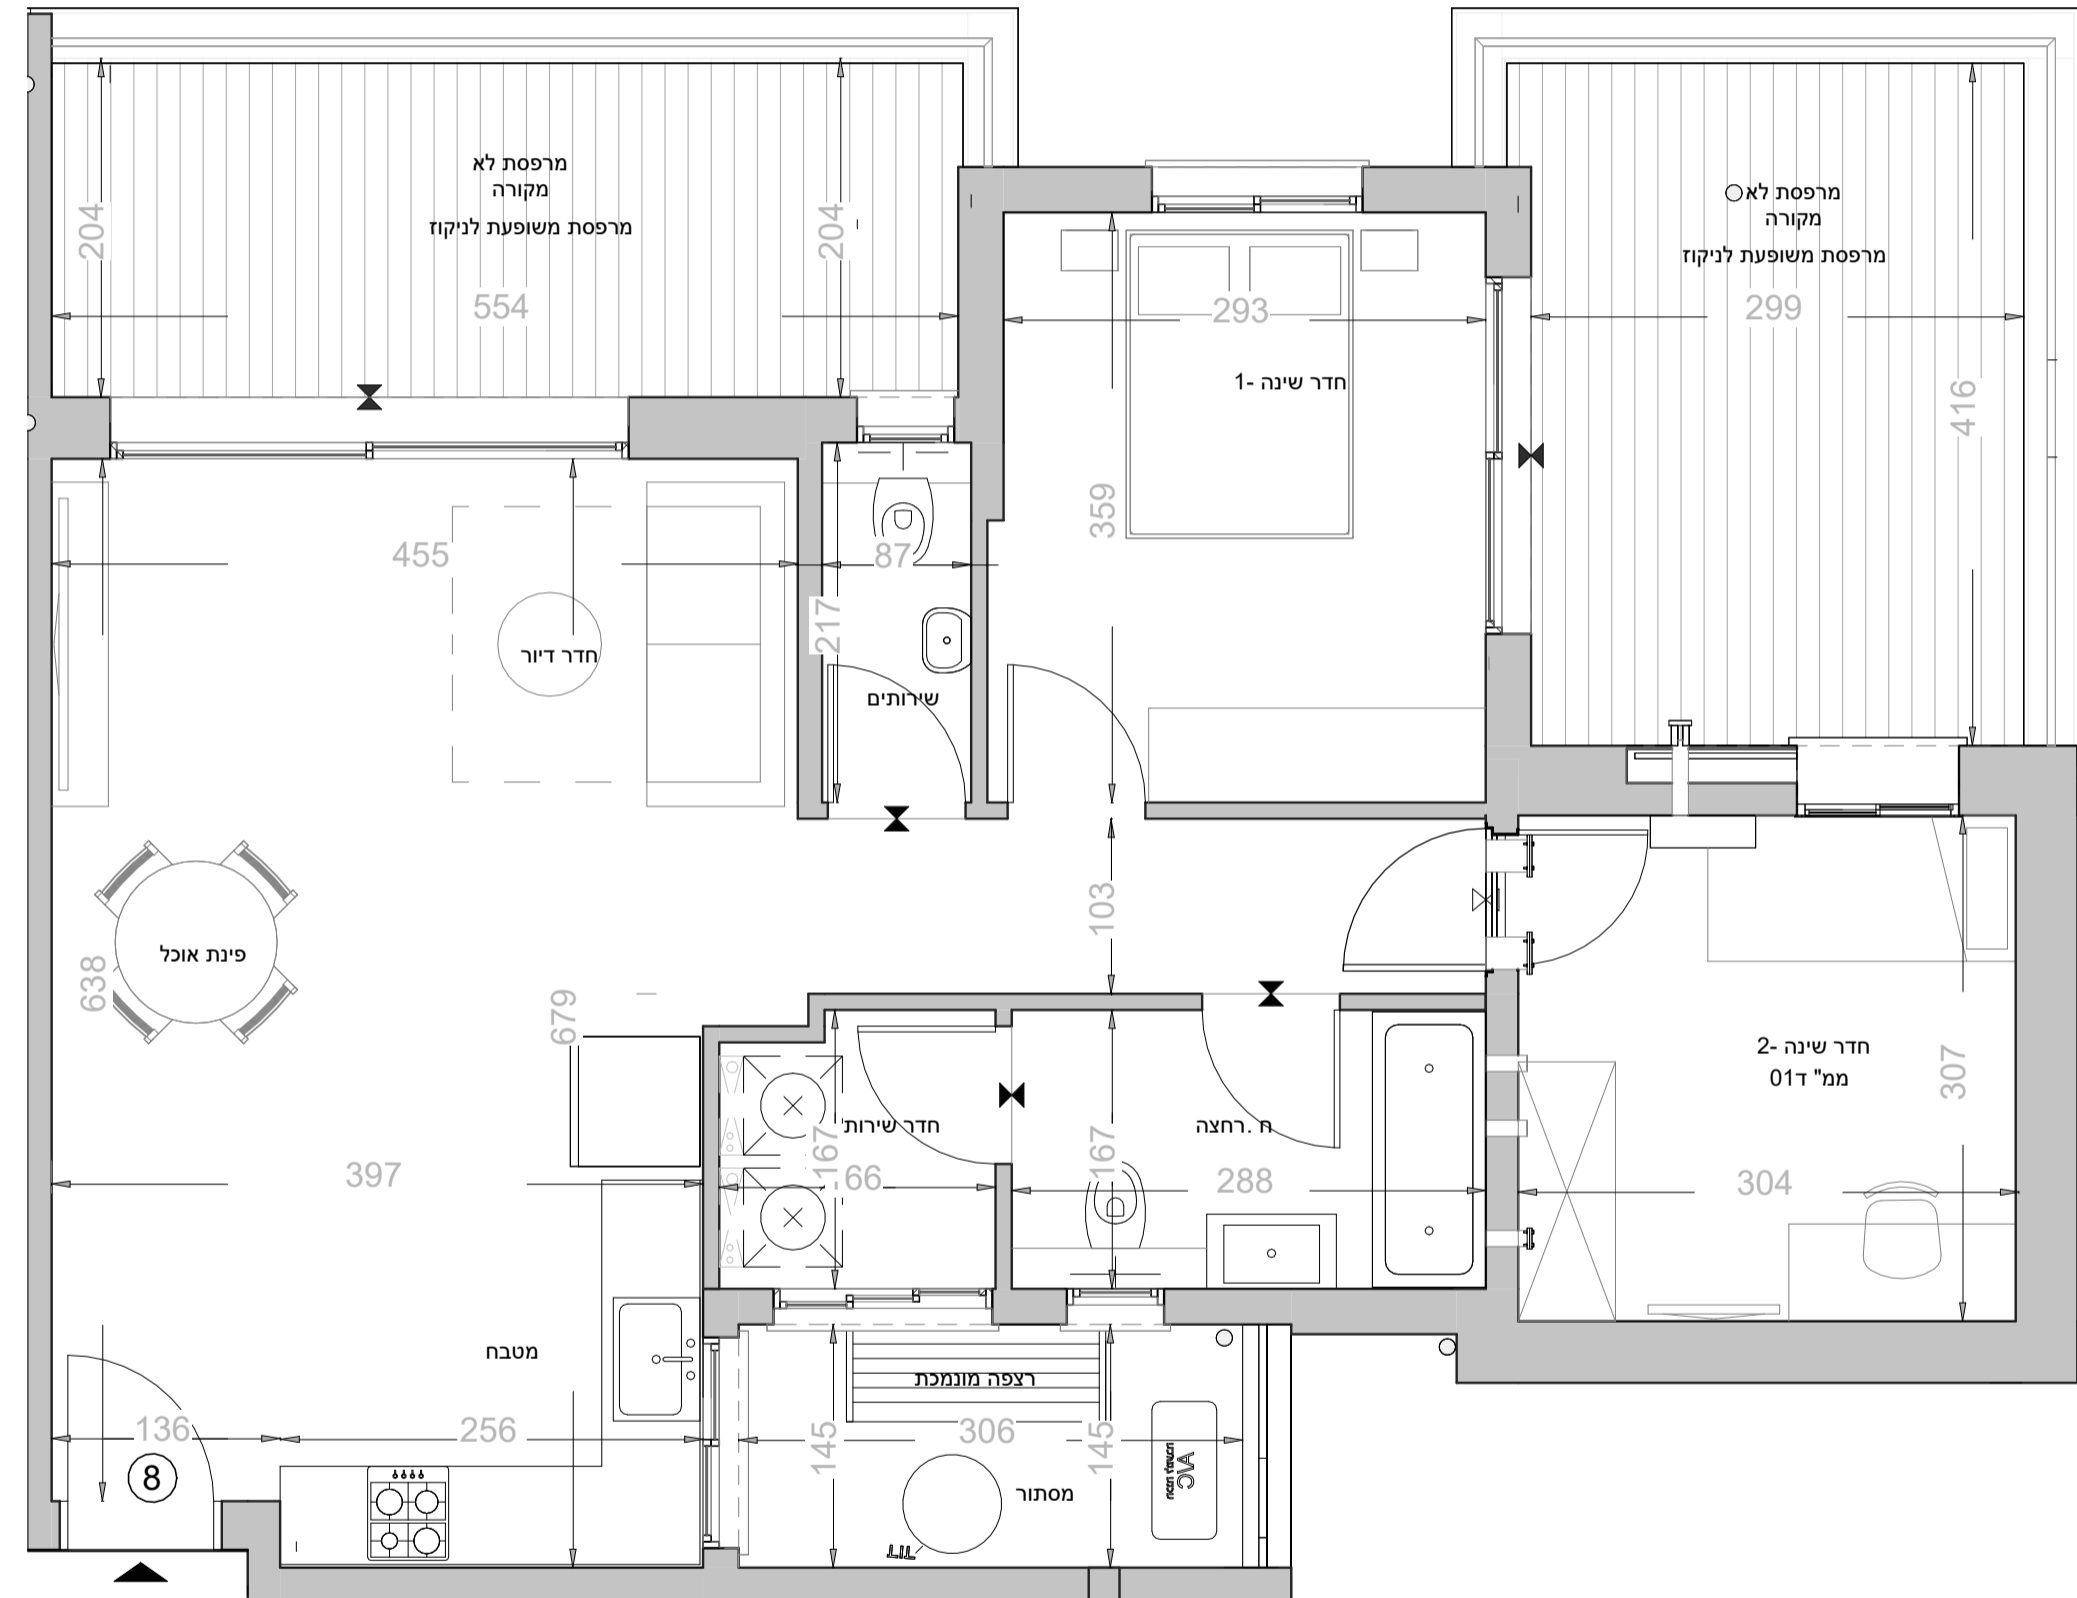 מרפסת לא
מקורה
מרפסת משופעת לניקוז
204
204
554
מרפסת לא
מקורה
מרפסת משופעת לניקוז
299
416
293
חדר שינה -1
359
455
87
217
חדר דיור
שירותים
103
פינת אוכל
638
679
חדר שינה -2
ממ" ד01
307
חדר שירות
167
166
ח .רחצה
167
288
304
397
מטבח
רצפה מונמכת
136
256
145
306
145
8
מסתור
A\C